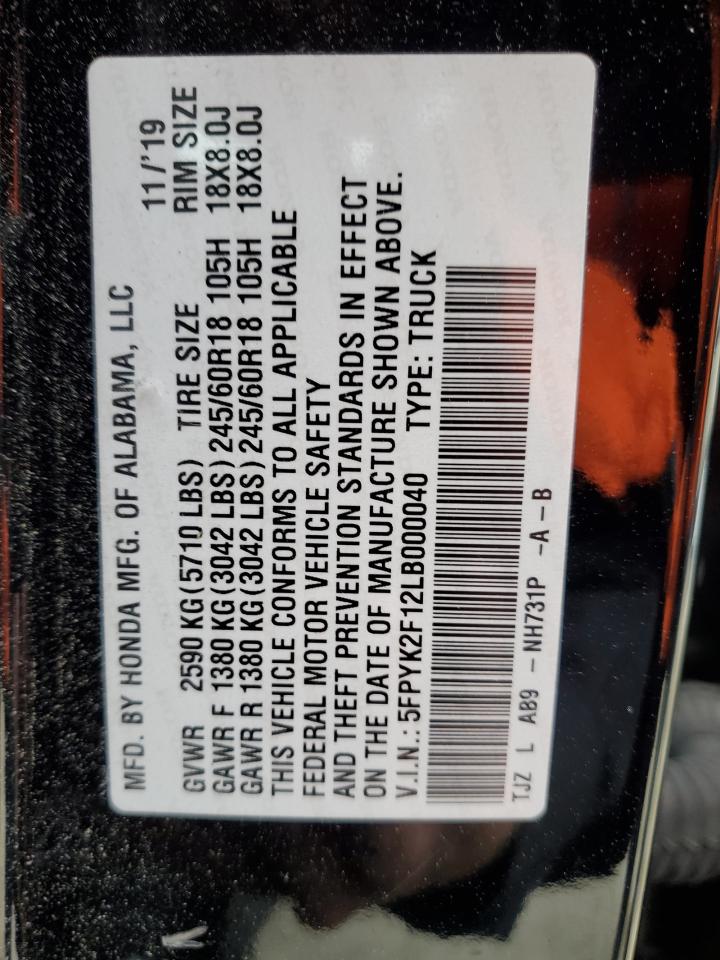 MFD. BY HONDA MFG. OF ALABAMA, LLC 11/'19
GVWR 2590 KG(5710 LBS) TIRE SIZE RIM SIZE
GAWR F 1380 KG(3042 LBS) 245/60R18 105H 18X8.0J
GAWR R 1380 KG(3042 LBS) 245/60R18 105H 18X8.0J
THIS VEHICLE CONFORMS TO ALL APPLICABLE
FEDERAL MOTOR VEHICLE SAFETY
AND THEFT PREVENTION STANDARDS IN EFFECT
ON THE DATE OF MANUFACTURE SHOWN ABOVE.
V.I.N.: 5FPYK2F12LB000040 TYPE: TRUCK
TJZ L AB9 - NH731P -A-B